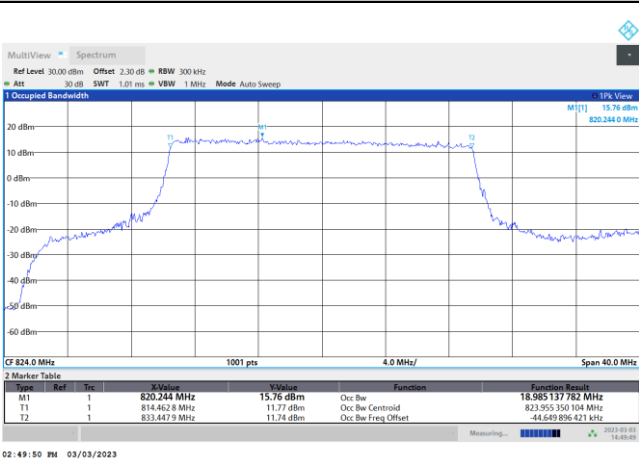 MultiView Spectrum
Ref Level 30.00 dBm Offset 2.30 dB RBW 300 kHz
Att 30 dB SWT 1.01 ms VBW 1 MHz Mode Auto Sweep
1 Occupied Bandwidth 1Pk View
M1[1] 15.76 dBm
820.244 0 MHz
20 dBm
T1 M1 T2
10 dBm
0 dBm
-10 dBm
-20 dBm
-30 dBm
-40 dBm
-50 dBm
-60 dBm
CF 824.0 MHz 1001 pts 4.0 MHz/ Span 40.0 MHz
2 Marker Table
Type Ref Trc X-Value Y-Value Function Function Result
M1 1 820.244 MHz 15.76 dBm Occ Bw 18.985 137 782 MHz
T1 1 814.462 8 MHz 11.77 dBm Occ Bw Centroid 823.955 350 104 MHz
T2 1 833.447 9 MHz 11.74 dBm Occ Bw Freq Offset -44.649 896 421 kHz
Measuring... 2023-03-03
14:49:49
02:49:50 PM 03/03/2023